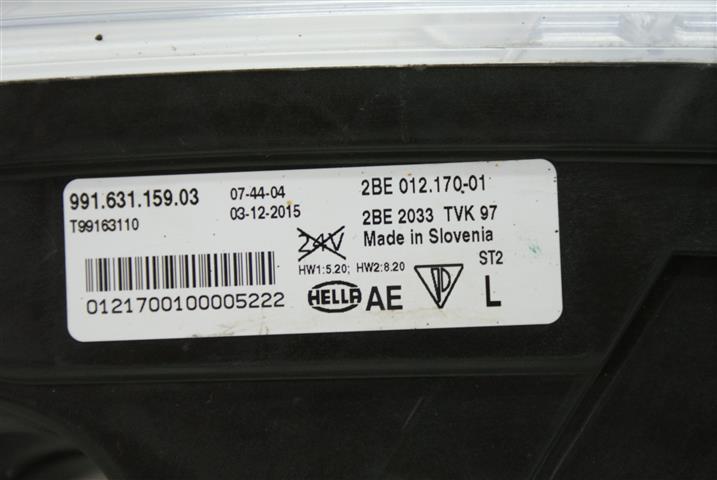 991.631.159.03
T99163110
0121700100005222
07-44-04
03-12-2015
24V
HW1:5.20; HW2:8.20
HELLA AE
2BE 012.170-01
2BE 2033 TVK 97
Made in Slovenia
ST2
L